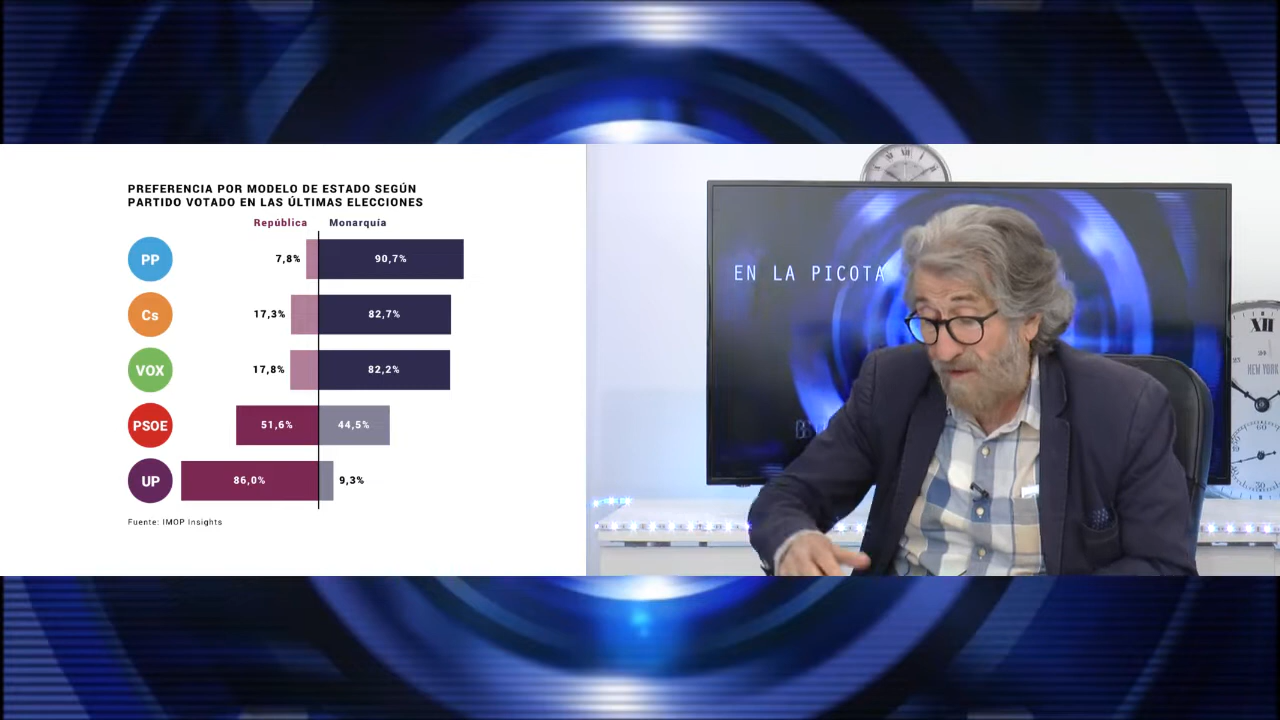 PREFERENCIA POR MODELO DE ESTADO SEGÚN
PARTIDO VOTADO EN LAS ÚLTIMAS ELECCIONES
República Monarquía
PP 7,8% 90,7%
Cs 17,3% 82,7%
VOX 17,8% 82,2%
PSOE 51,6% 44,5%
UP 86,0% 9,3%
Fuente: IMOP Insights
EN LA PICOTA
XII
NEW YORK
60
60